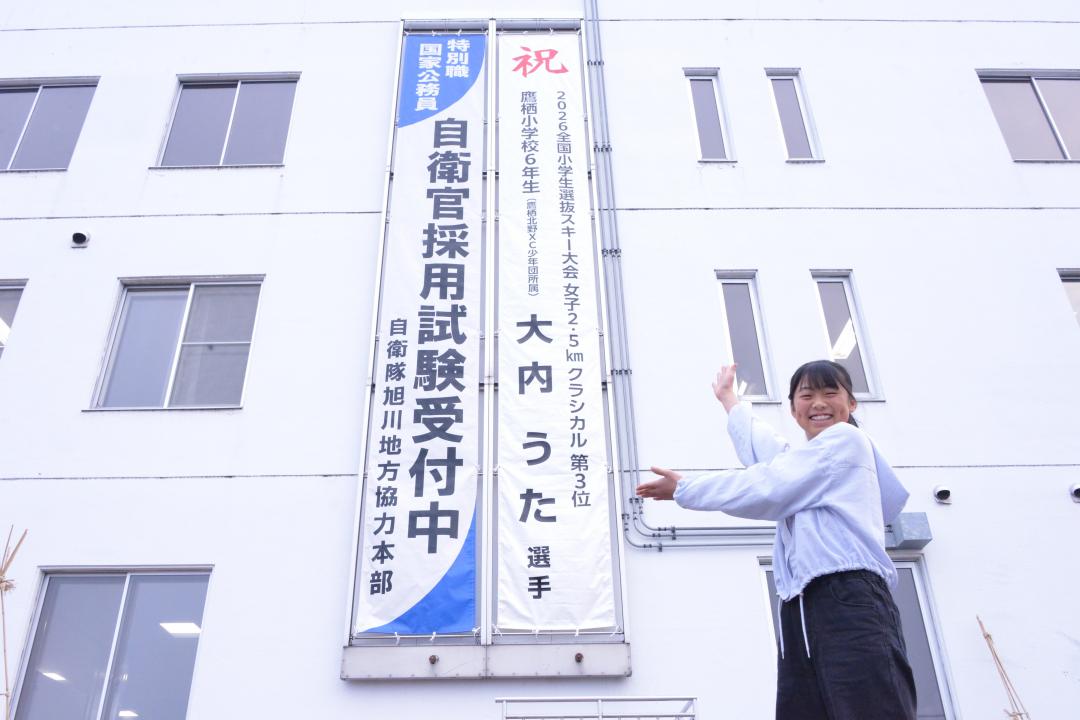 祝
2026全国小学生選抜スキー大会 女子2.5㎞クラシカル 第3位
鷹栖小学校6年生(鷹栖北野XC少年団所属)
大内うた選手
特別職
国家公務員
自衛官採用試験受付中
自衛隊旭川地方協力本部